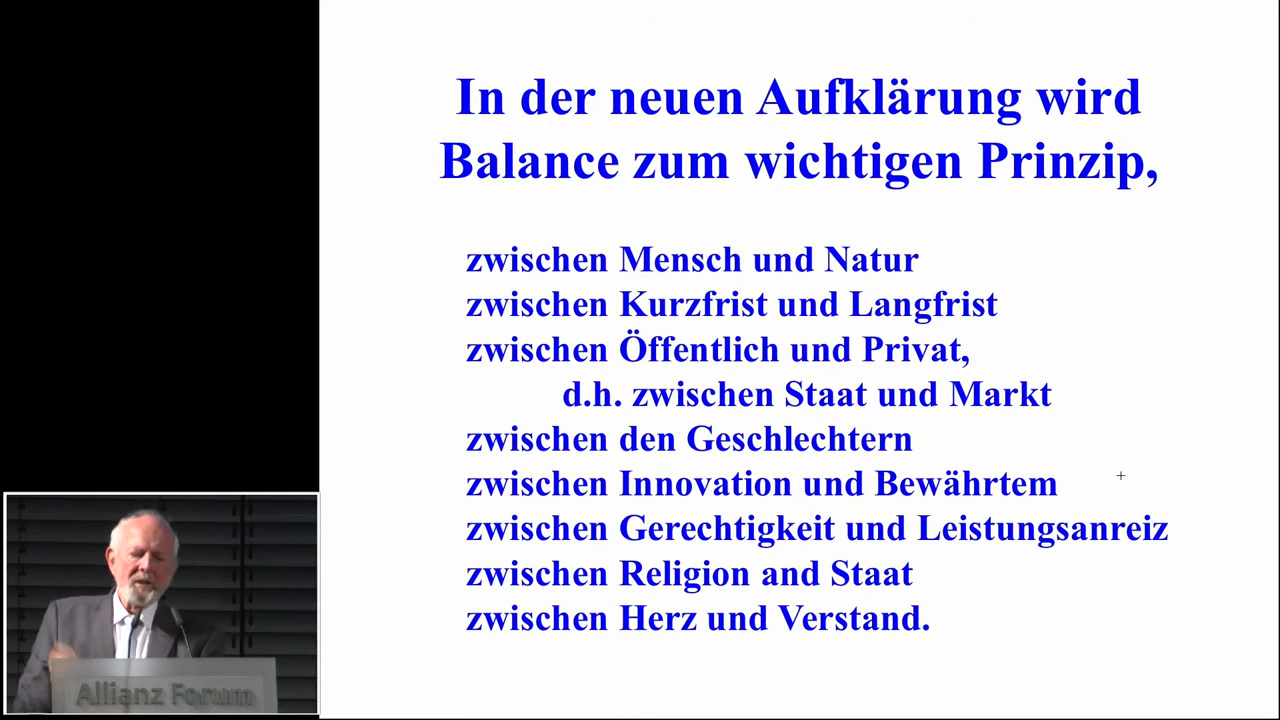 In der neuen Aufklärung wird
Balance zum wichtigen Prinzip,
zwischen Mensch und Natur
zwischen Kurzfrist und Langfrist
zwischen Öffentlich und Privat,
d.h. zwischen Staat und Markt
zwischen den Geschlechtern
zwischen Innovation und Bewährtem
zwischen Gerechtigkeit und Leistungsanreiz
zwischen Religion and Staat
zwischen Herz und Verstand.
Allianz Forum